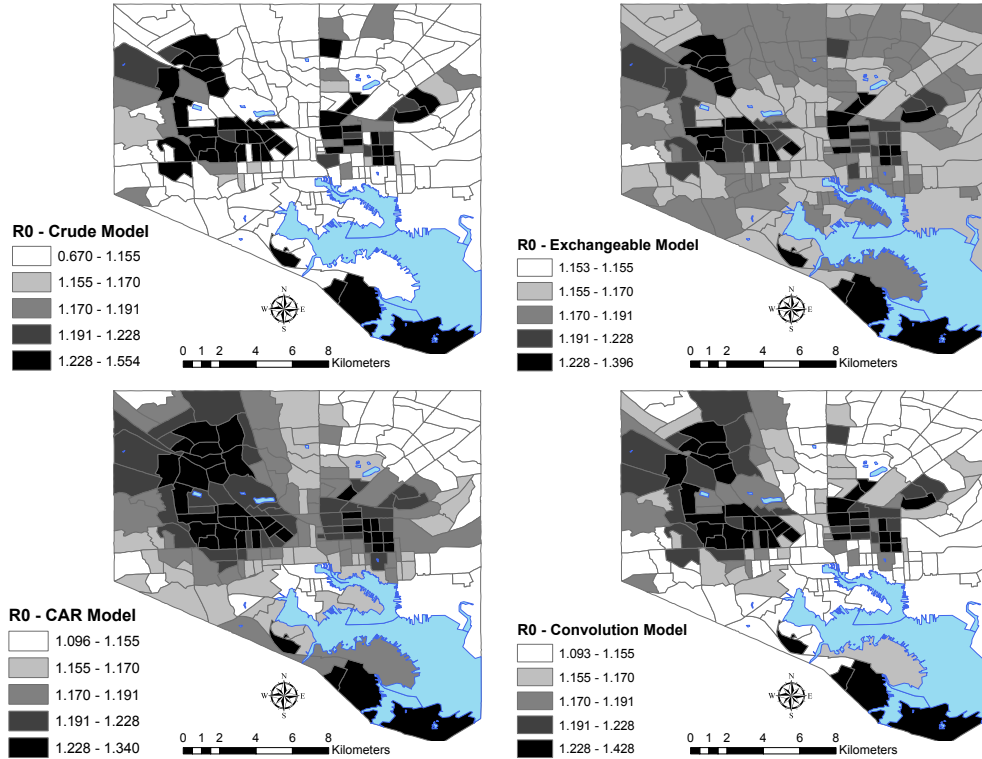 R0 - Crude Model
0.670 - 1.155
1.155 - 1.170
1.170 - 1.191
1.191 - 1.228
1.228 - 1.554
N
W E
S
0 1 2 4 6 8
Kilometers
R0 - Exchangeable Model
1.153 - 1.155
1.155 - 1.170
1.170 - 1.191
1.191 - 1.228
1.228 - 1.396
N
W E
S
0 1 2 4 6 8
Kilometers
R0 - CAR Model
1.096 - 1.155
1.155 - 1.170
1.170 - 1.191
1.191 - 1.228
1.228 - 1.340
N
W E
S
0 1 2 4 6 8
Kilometers
R0 - Convolution Model
1.093 - 1.155
1.155 - 1.170
1.170 - 1.191
1.191 - 1.228
1.228 - 1.428
N
W E
S
0 1 2 4 6 8
Kilometers